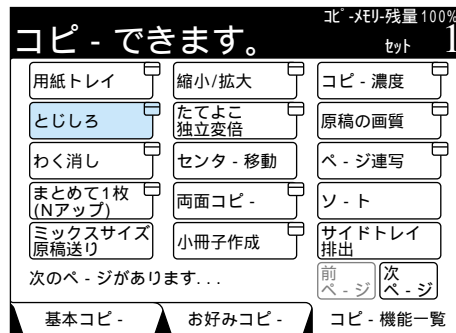 コピ-メモリ-残量100%
コピ-できます。
セット 1
用紙トレイ
縮小/拡大
コピ-濃度
とじしろ
たてよこ
独立変倍
原稿の画質
わく消し
センタ-移動
ペ-ジ連写
まとめて1枚
(Nアップ)
両面コピ-
ソ-ト
ミックスサイズ
原稿送り
小冊子作成
サイドトレイ
排出
次のペ-ジがあります...
前
ペ-ジ
次
ペ-ジ
基本コピ-
お好みコピ-
コピ-機能一覧